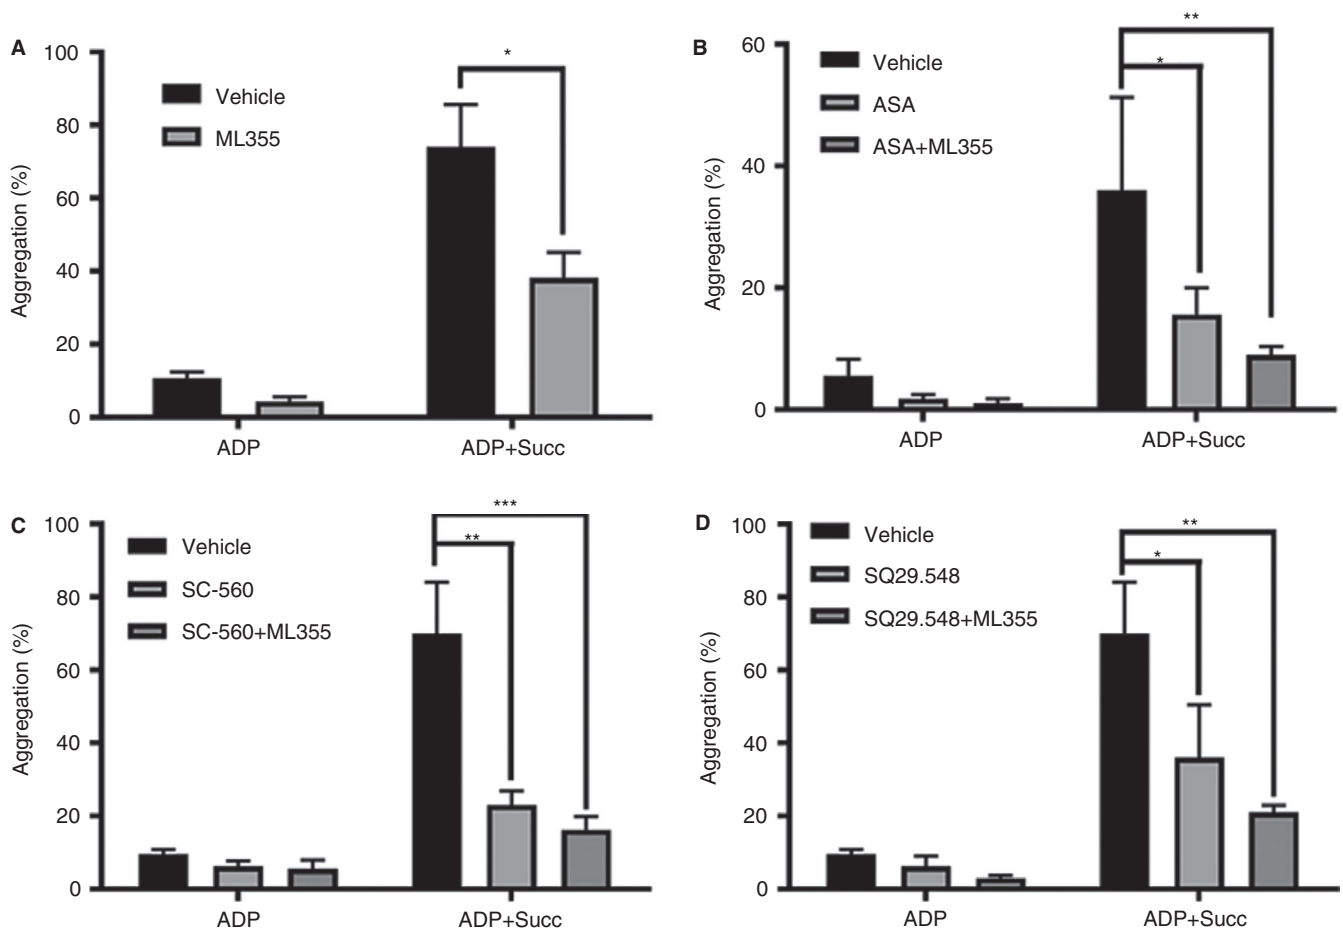 A
100
80
60
40
20
0
Aggregation (%)
Vehicle
ML355
*
ADP
ADP+Succ
B
60
40
20
0
Aggregation (%)
Vehicle
ASA
ASA+ML355
**
*
ADP
ADP+Succ
C
100
80
60
40
20
0
Aggregation (%)
Vehicle
SC-560
SC-560+ML355
***
**
ADP
ADP+Succ
D
100
80
60
40
20
0
Aggregation (%)
Vehicle
SQ29.548
SQ29.548+ML355
**
*
ADP
ADP+Succ